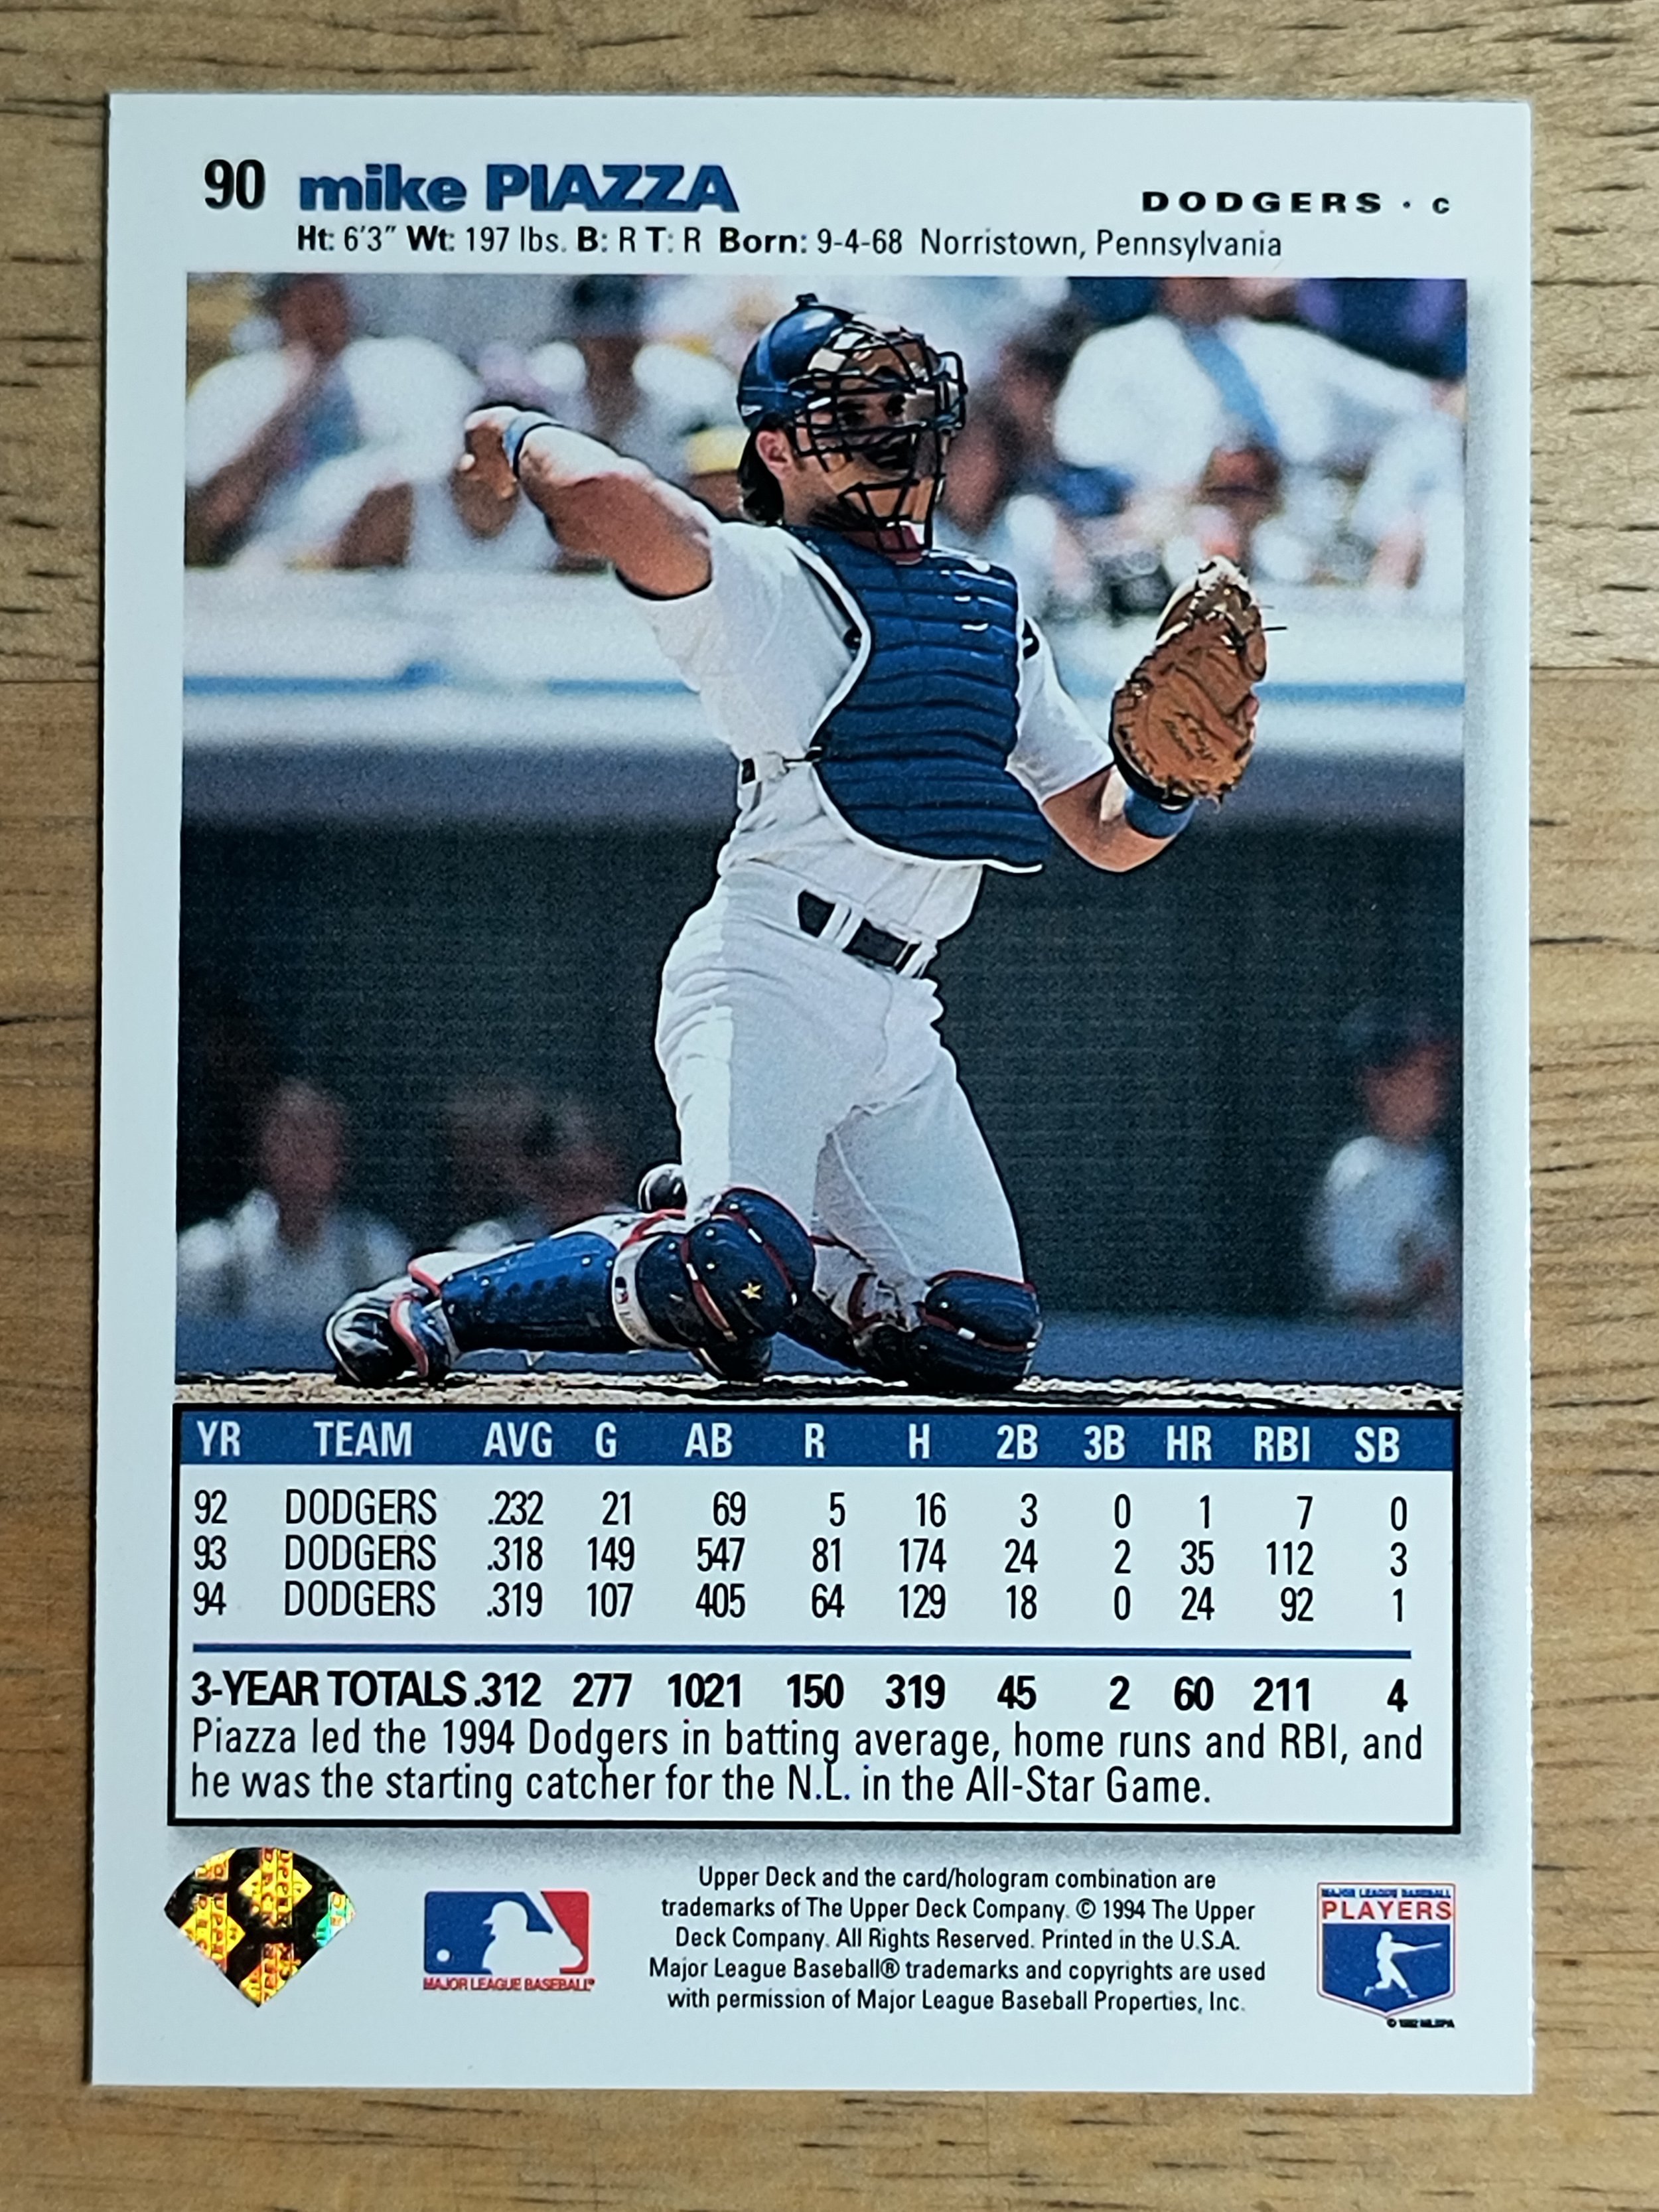 90 mike PIAZZA DODGERS · C
Ht: 6'3" Wt: 197 lbs. B: R T: R Born: 9-4-68 Norristown, Pennsylvania
YR TEAM AVG G AB R H 2B 3B HR RBI SB
92 DODGERS .232 21 69 5 16 3 0 1 7 0
93 DODGERS .318 149 547 81 174 24 2 35 112 3
94 DODGERS .319 107 405 64 129 18 0 24 92 1
3-YEAR TOTALS .312 277 1021 150 319 45 2 60 211 4
Piazza led the 1994 Dodgers in batting average, home runs and RBI, and
he was the starting catcher for the N.L. in the All-Star Game.
Upper Deck and the card/hologram combination are
trademarks of The Upper Deck Company. © 1994 The Upper
Deck Company. All Rights Reserved. Printed in the U.S.A.
Major League Baseball® trademarks and copyrights are used
with permission of Major League Baseball Properties, Inc.
MAJOR LEAGUE BASEBALL
MAJOR LEAGUE BASEBALL
PLAYERS
© 1992 MLBPA